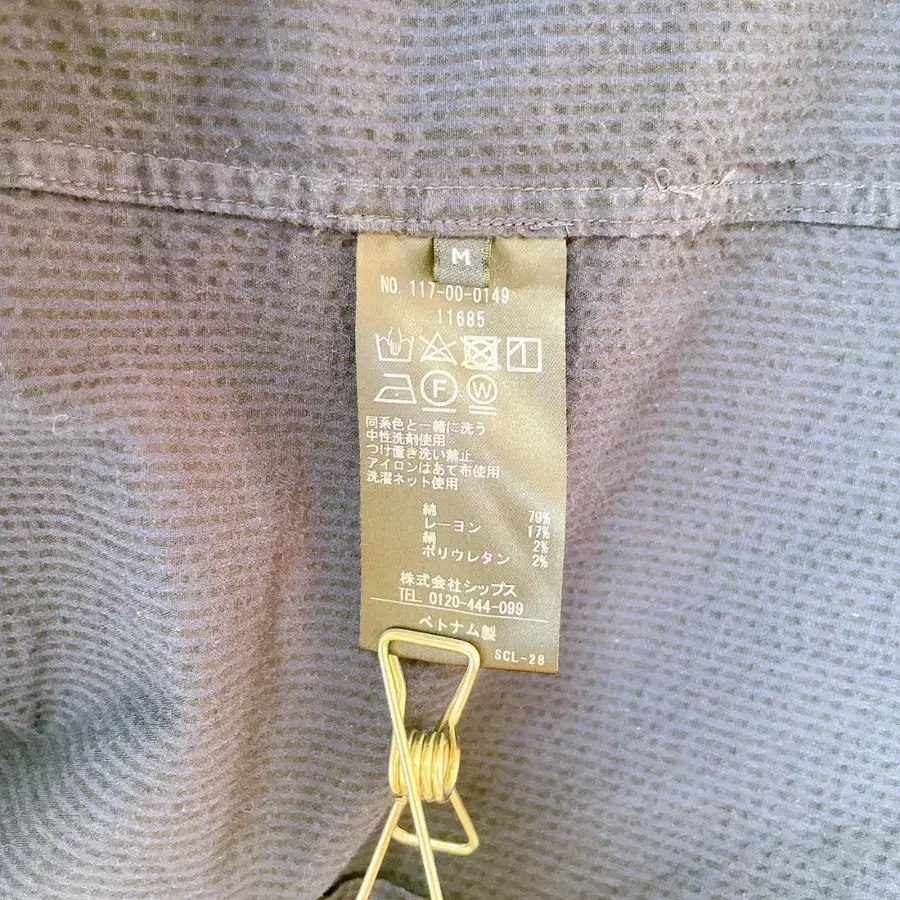 M
NO. 117-00-0149
11685
F W
同系色と一緒に洗う
中性洗剤使用
つけ置き洗い禁止
アイロンはあて布使用
洗濯ネット使用
綿 79%
レーヨン 17%
絹 2%
ポリウレタン 2%
株式会社シップス
TEL 0120-444-099
ベトナム製
SCL-28